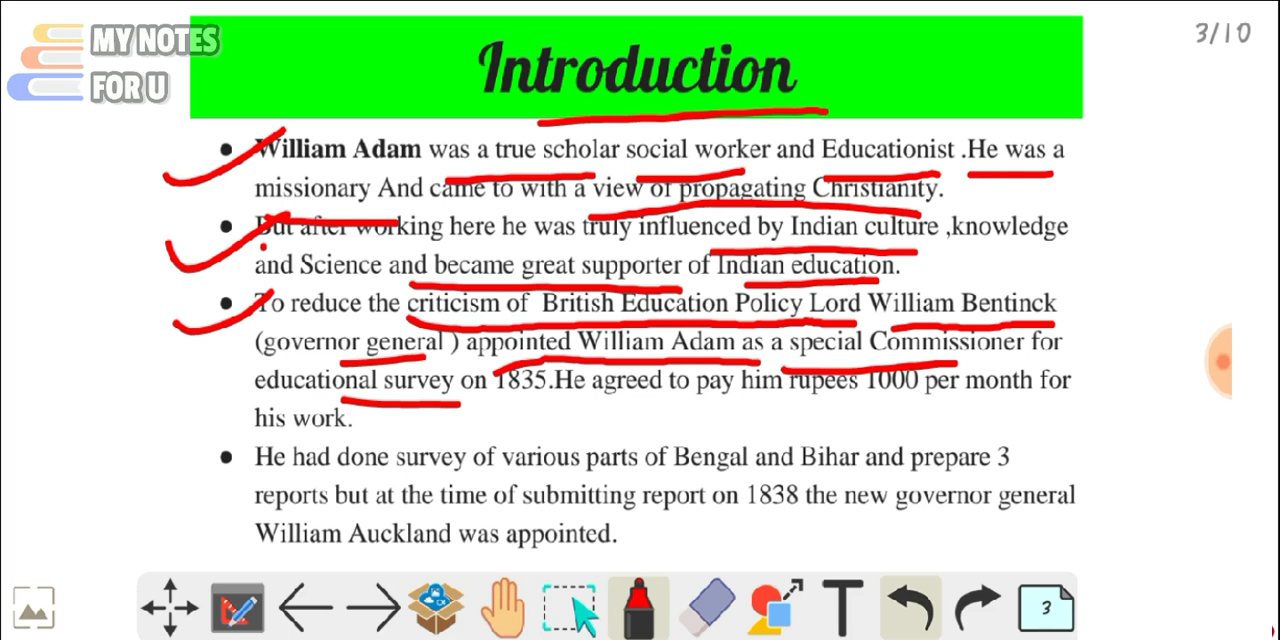 MY NOTES
FOR U
3/10
Introduction
William Adam was a true scholar social worker and Educationist .He was a
missionary And came to with a view of propagating Christianity.
But after working here he was truly influenced by Indian culture ,knowledge
and Science and became great supporter of Indian education.
To reduce the criticism of British Education Policy Lord William Bentinck
(governor general ) appointed William Adam as a special Commissioner for
educational survey on 1835.He agreed to pay him rupees 1000 per month for
his work.
He had done survey of various parts of Bengal and Bihar and prepare 3
reports but at the time of submitting report on 1838 the new governor general
William Auckland was appointed.
T
3